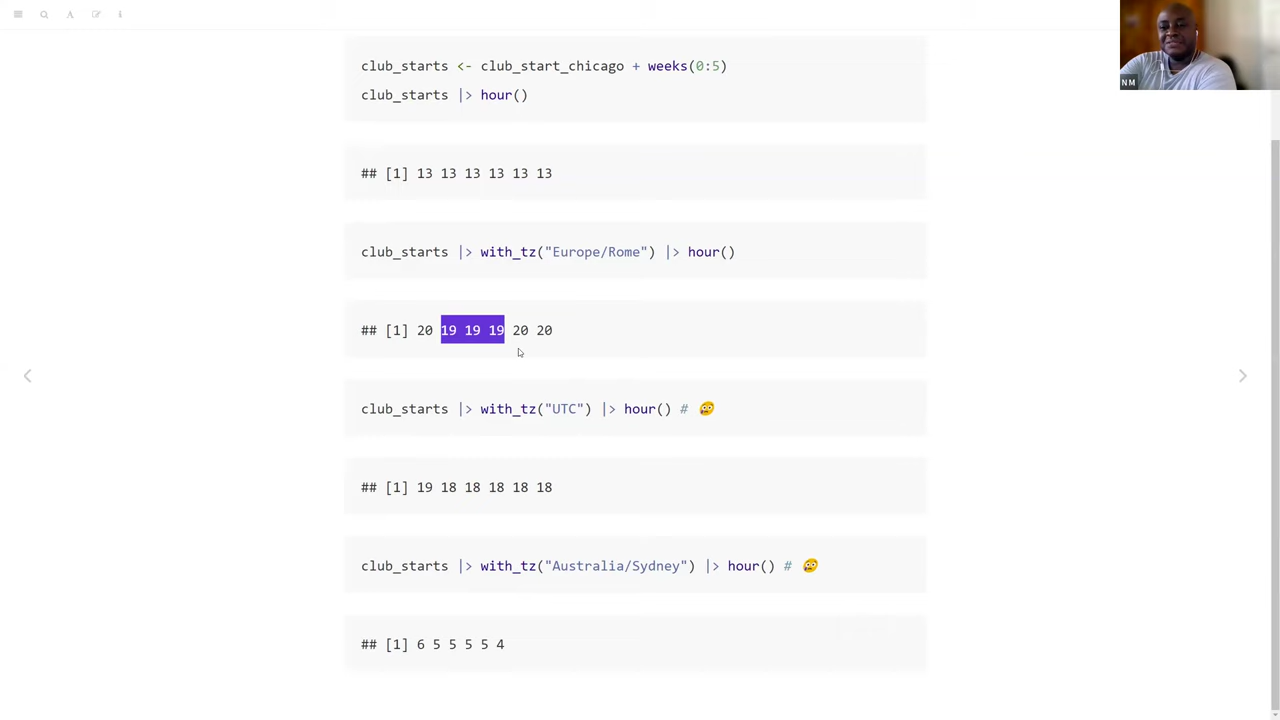 club_starts <- club_start_chicago + weeks(0:5)
club_starts |> hour()
## [1] 13 13 13 13 13 13
club_starts |> with_tz("Europe/Rome") |> hour()
## [1] 20 19 19 19 20 20
club_starts |> with_tz("UTC") |> hour() # 🤯
## [1] 19 18 18 18 18 18
club_starts |> with_tz("Australia/Sydney") |> hour() # 🤯
## [1] 6 5 5 5 5 4
NM